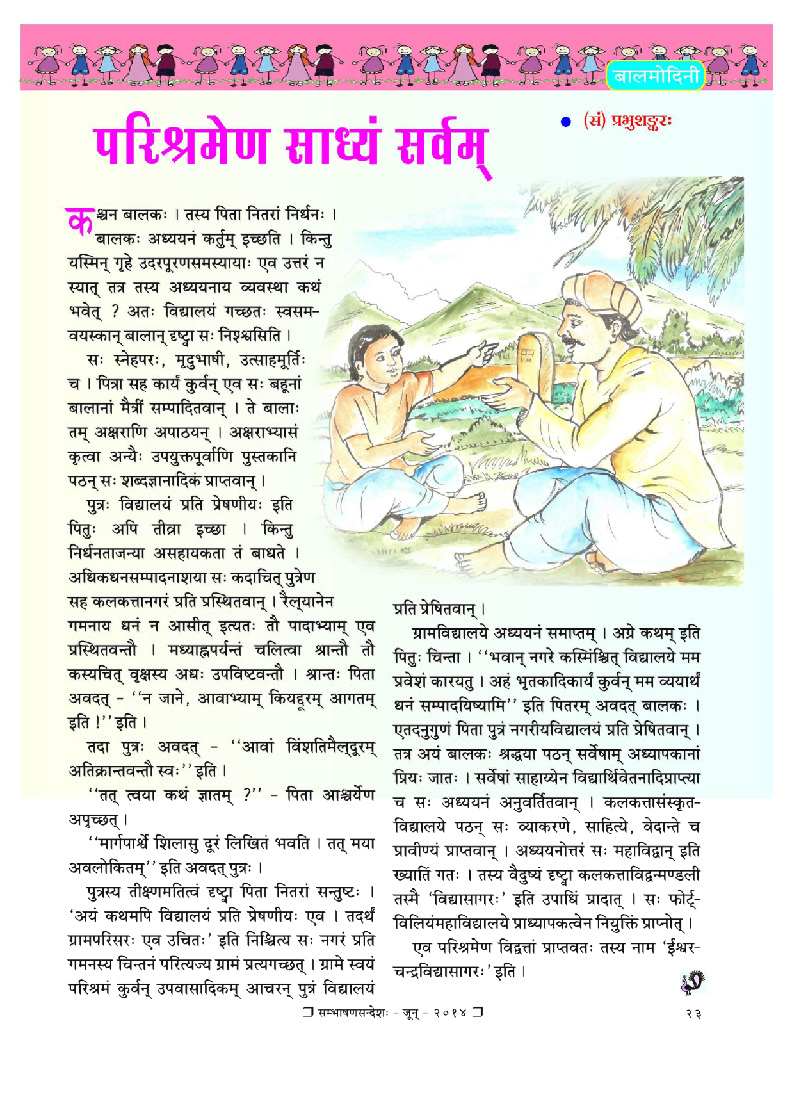 बालमोदिनी
परिश्रमेण साध्यं सर्वम्
• (सं) प्रभुशङ्करः
कश्चन बालकः । तस्य पिता नितरां निर्धनः ।
बालकः अध्ययनं कर्तुम् इच्छति । किन्तु
यस्मिन् गृहे उदरपूरणसमस्यायाः एव उत्तरं न
स्यात् तत्र तस्य अध्ययनाय व्यवस्था कथं
भवेत् ? अतः विद्यालयं गच्छतः स्वसम-
वयस्कान् बालान् दृष्ट्वा सः निश्श्वसिति ।
सः स्नेहपरः, मृदुभाषी, उत्साहमूर्तिः
च । पित्रा सह कार्यं कुर्वन् एव सः बहूनां
बालानां मैत्रीं सम्पादितवान् । ते बालाः
तम् अक्षराणि अपाठयन् । अक्षराभ्यासं
कृत्वा अन्यैः उपयुक्तपूर्वाणि पुस्तकानि
पठन् सः शब्दज्ञानादिकं प्राप्तवान् ।
पुत्रः विद्यालयं प्रति प्रेषणीयः इति
पितुः अपि तीव्रा इच्छा । किन्तु
निर्धनताजन्या असहायकता तं बाधते ।
अधिकधनसम्पादनाशया सः कदाचित् पुत्रेण
सह कलकत्तानगरं प्रति प्रस्थितवान् । रैल्‌यानेन
गमनाय धनं न आसीत् इत्यतः तौ पादाभ्याम् एव
प्रस्थितवन्तौ । मध्याह्नपर्यन्तं चलित्वा श्रान्तौ तौ
कस्यचित् वृक्षस्य अधः उपविष्टवन्तौ । श्रान्तः पिता
अवदत् - ‘‘न जाने, आवाभ्याम् कियद्दूरम् आगतम्
इति !’’ इति ।
तदा पुत्रः अवदत् - ‘‘आवां विंशतिमैल्‌दूरम्
अतिक्रान्तवन्तौ स्वः’’ इति ।
‘‘तत् त्वया कथं ज्ञातम् ?’’ - पिता आश्चर्येण
अपृच्छत् ।
‘‘मार्गपार्श्वे शिलासु दूरं लिखितं भवति । तत् मया
अवलोकितम्’’ इति अवदत् पुत्रः ।
पुत्रस्य तीक्ष्णमतित्वं दृष्ट्वा पिता नितरां सन्तुष्टः ।
‘अयं कथमपि विद्यालयं प्रति प्रेषणीयः एव । तदर्थं
ग्रामपरिसरः एव उचितः’ इति निश्चित्य सः नगरं प्रति
गमनस्य चिन्तनं परित्यज्य ग्रामं प्रत्यगच्छत् । ग्रामे स्वयं
परिश्रमं कुर्वन् उपवासादिकम् आचरन् पुत्रं विद्यालयं
प्रति प्रेषितवान् ।
ग्रामविद्यालये अध्ययनं समाप्तम् । अग्रे कथम् इति
पितुः चिन्ता । ‘‘भवान् नगरे कस्मिंश्चित् विद्यालये मम
प्रवेशं कारयतु । अहं भृतकादिकार्यं कुर्वन् मम व्ययार्थं
धनं सम्पादयिष्यामि’’ इति पितरम् अवदत् बालकः ।
एतदनुगुणं पिता पुत्रं नगरीयविद्यालयं प्रति प्रेषितवान् ।
तत्र अयं बालकः श्रद्धया पठन् सर्वेषाम् अध्यापकानां
प्रियः जातः । सर्वेषां साहाय्येन विद्यार्थिवेतनादिप्राप्त्या
च सः अध्ययनं अनुवर्तितवान् । कलकत्तासंस्कृत-
विद्यालये पठन् सः व्याकरणे, साहित्ये, वेदान्ते च
प्रावीण्यं प्राप्तवान् । अध्ययनोत्तरं सः महाविद्वान् इति
ख्यातिं गतः । तस्य वैदुष्यं दृष्ट्वा कलकत्ताविद्वन्मण्डली
तस्मै ‘विद्यासागरः’ इति उपाधिं प्रादात् । सः फोर्ट्-
विलियंमहाविद्यालये प्राध्यापकत्वेन नियुक्तिं प्राप्नोत् ।
एव परिश्रमेण विद्वत्तां प्राप्तवतः तस्य नाम ‘ईश्वर-
चन्द्रविद्यासागरः’ इति ।
❒ सम्भाषणसन्देशः - जून् - २०१४ ❒
२३